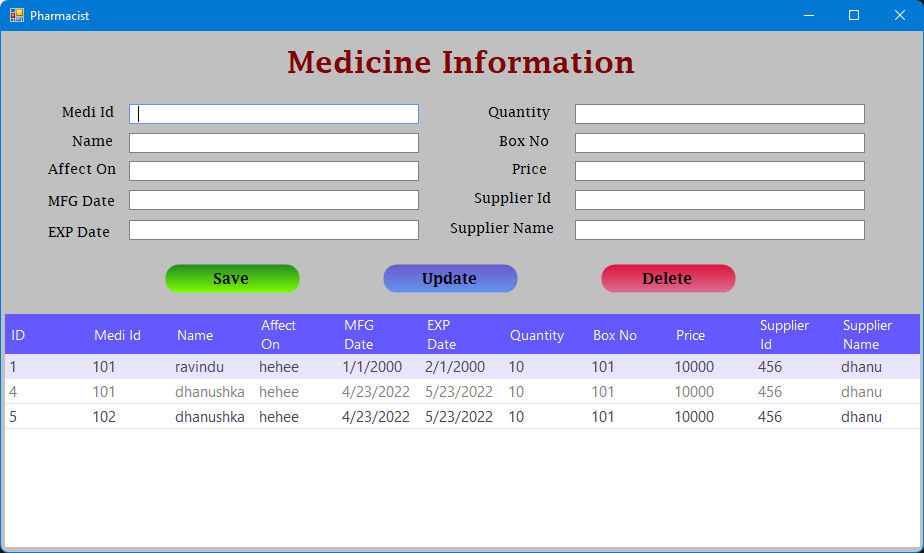 Pharmacist
Medicine Information
Medi Id Quantity
Name Box No
Affect On Price
MFG Date Supplier Id
EXP Date Supplier Name
Save Update Delete
ID Medi Id Name Affect On MFG Date EXP Date Quantity Box No Price Supplier Id Supplier Name
1 101 ravindu hehee 1/1/2000 2/1/2000 10 101 10000 456 dhanu
4 101 dhanushka hehee 4/23/2022 5/23/2022 10 101 10000 456 dhanu
5 102 dhanushka hehee 4/23/2022 5/23/2022 10 101 10000 456 dhanu